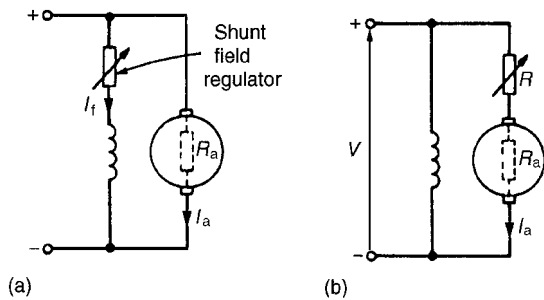 +
Shunt
field
regulator
I_f
R_a
I_a
−
(a)
+
R
V
R_a
I_a
−
(b)